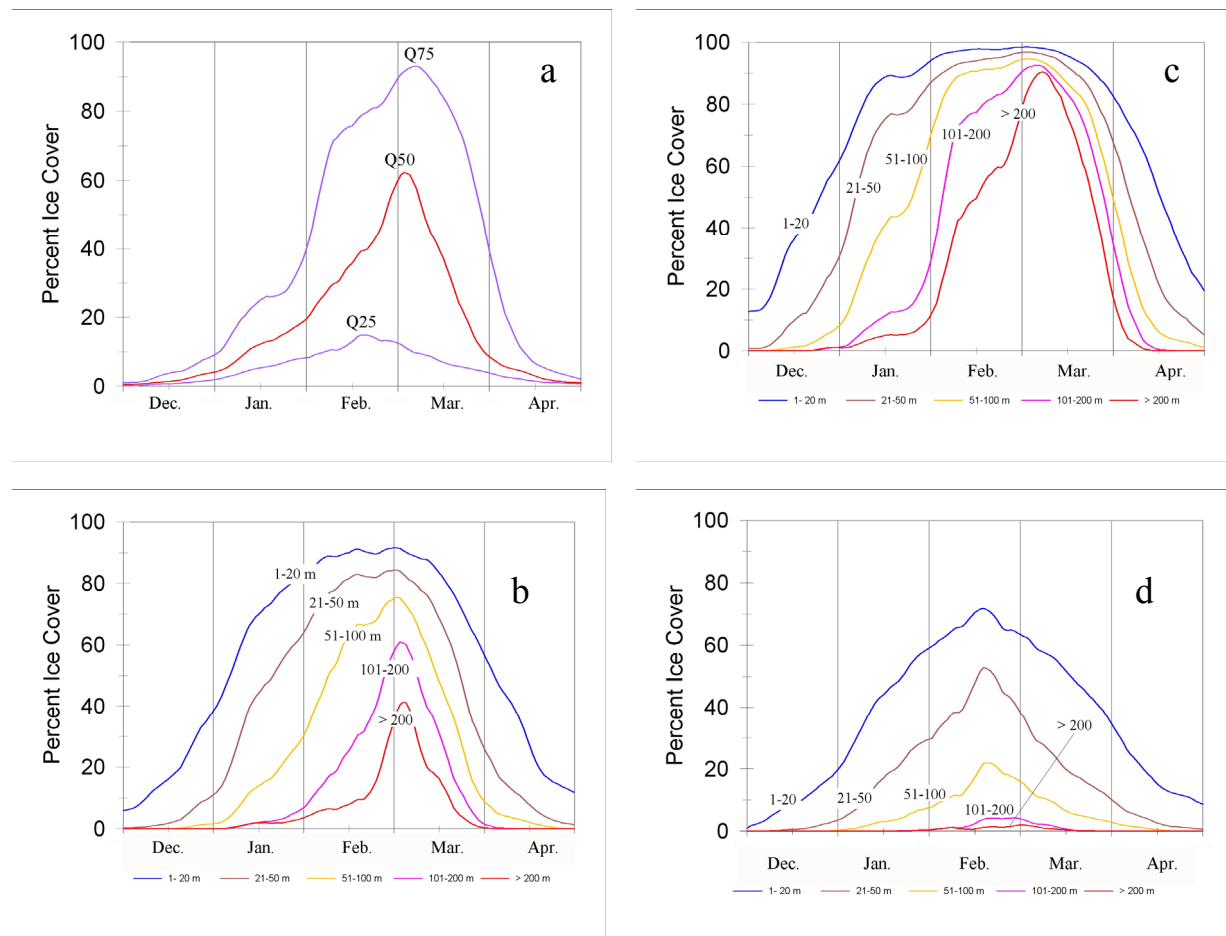 a
Percent Ice Cover
100
80
60
40
20
0
Q75
Q50
Q25
Dec. Jan. Feb. Mar. Apr.
c
Percent Ice Cover
100
80
60
40
20
0
1-20
21-50
51-100
101-200
> 200
Dec. Jan. Feb. Mar. Apr.
1- 20 m 21-50 m 51-100 m 101-200 m > 200 m
b
Percent Ice Cover
100
80
60
40
20
0
1-20 m
21-50 m
51-100 m
101-200
> 200
Dec. Jan. Feb. Mar. Apr.
1- 20 m 21-50 m 51-100 m 101-200 m > 200 m
d
Percent Ice Cover
100
80
60
40
20
0
1-20
21-50
51-100
101-200
> 200
Dec. Jan. Feb. Mar. Apr.
1- 20 m 21-50 m 51-100 m 101-200 m > 200 m